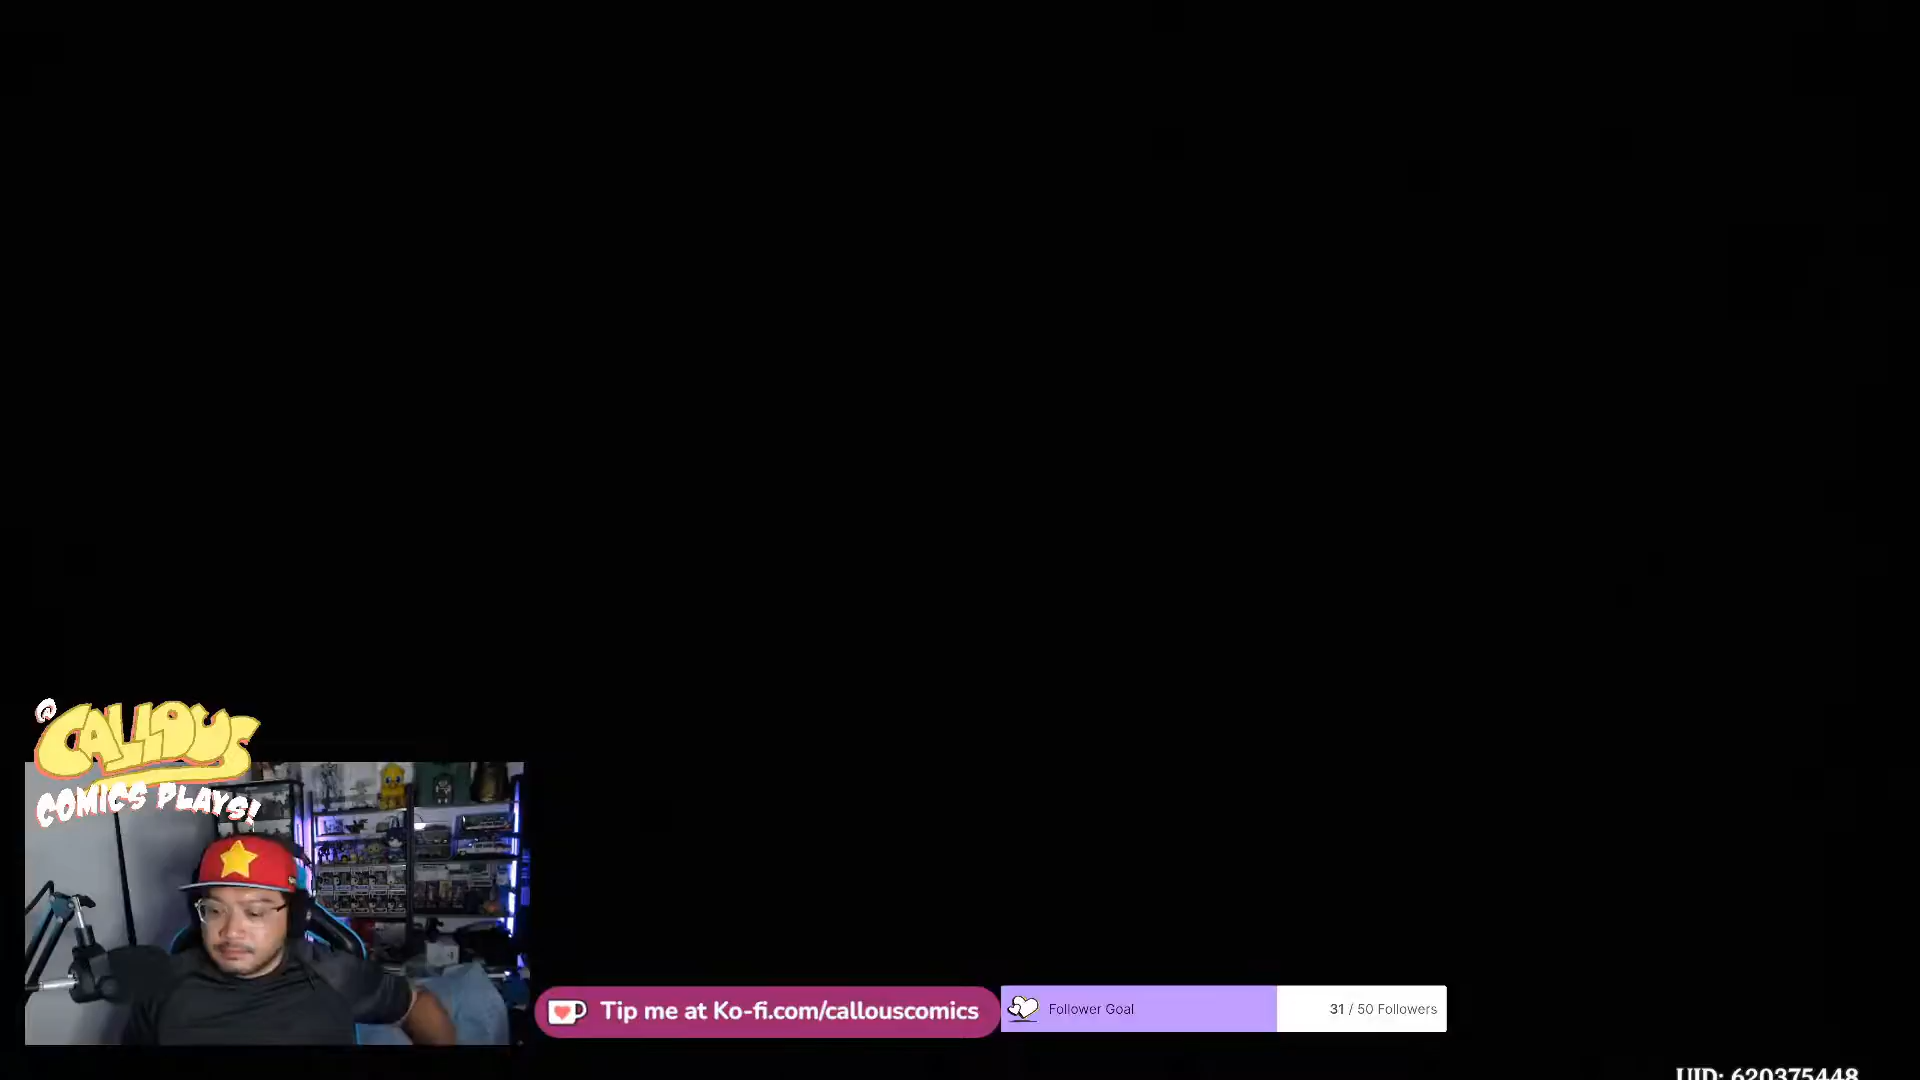 @CALLOUS
COMICS PLAYS!
Tip me at Ko-fi.com/callouscomics
Follower Goal
31 / 50 Followers
UID: 620375448